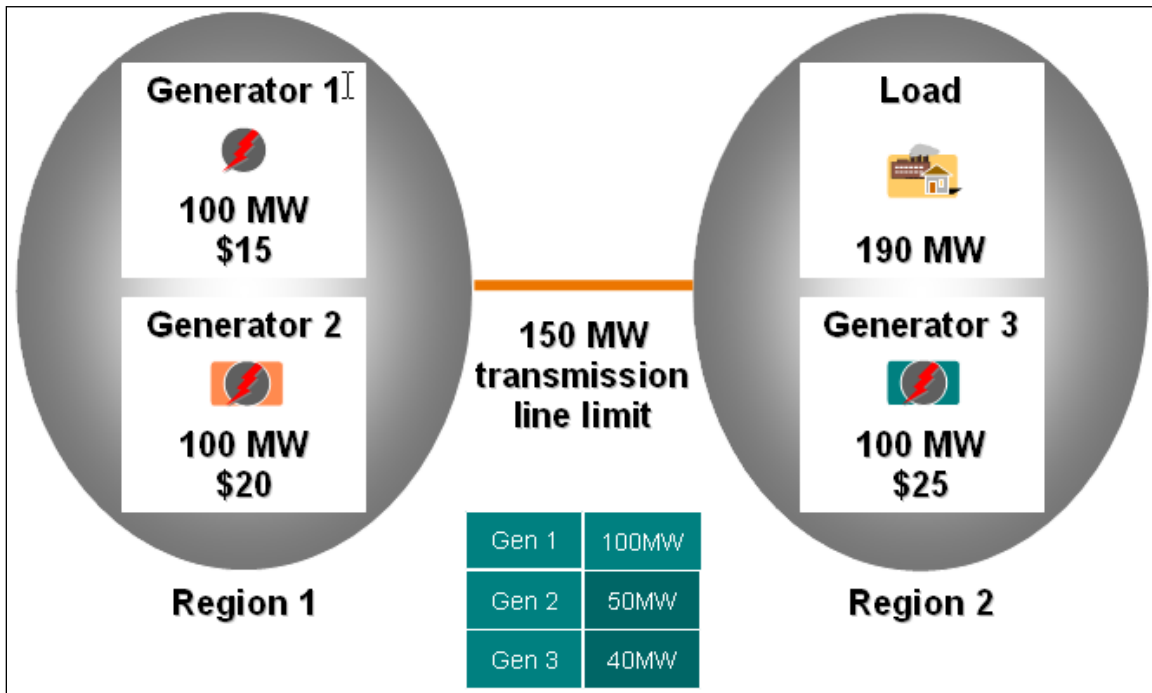 Generator 1
100 MW
$15
Generator 2
100 MW
$20
Region 1
150 MW
transmission
line limit
Gen 1 100MW
Gen 2 50MW
Gen 3 40MW
Load
190 MW
Generator 3
100 MW
$25
Region 2